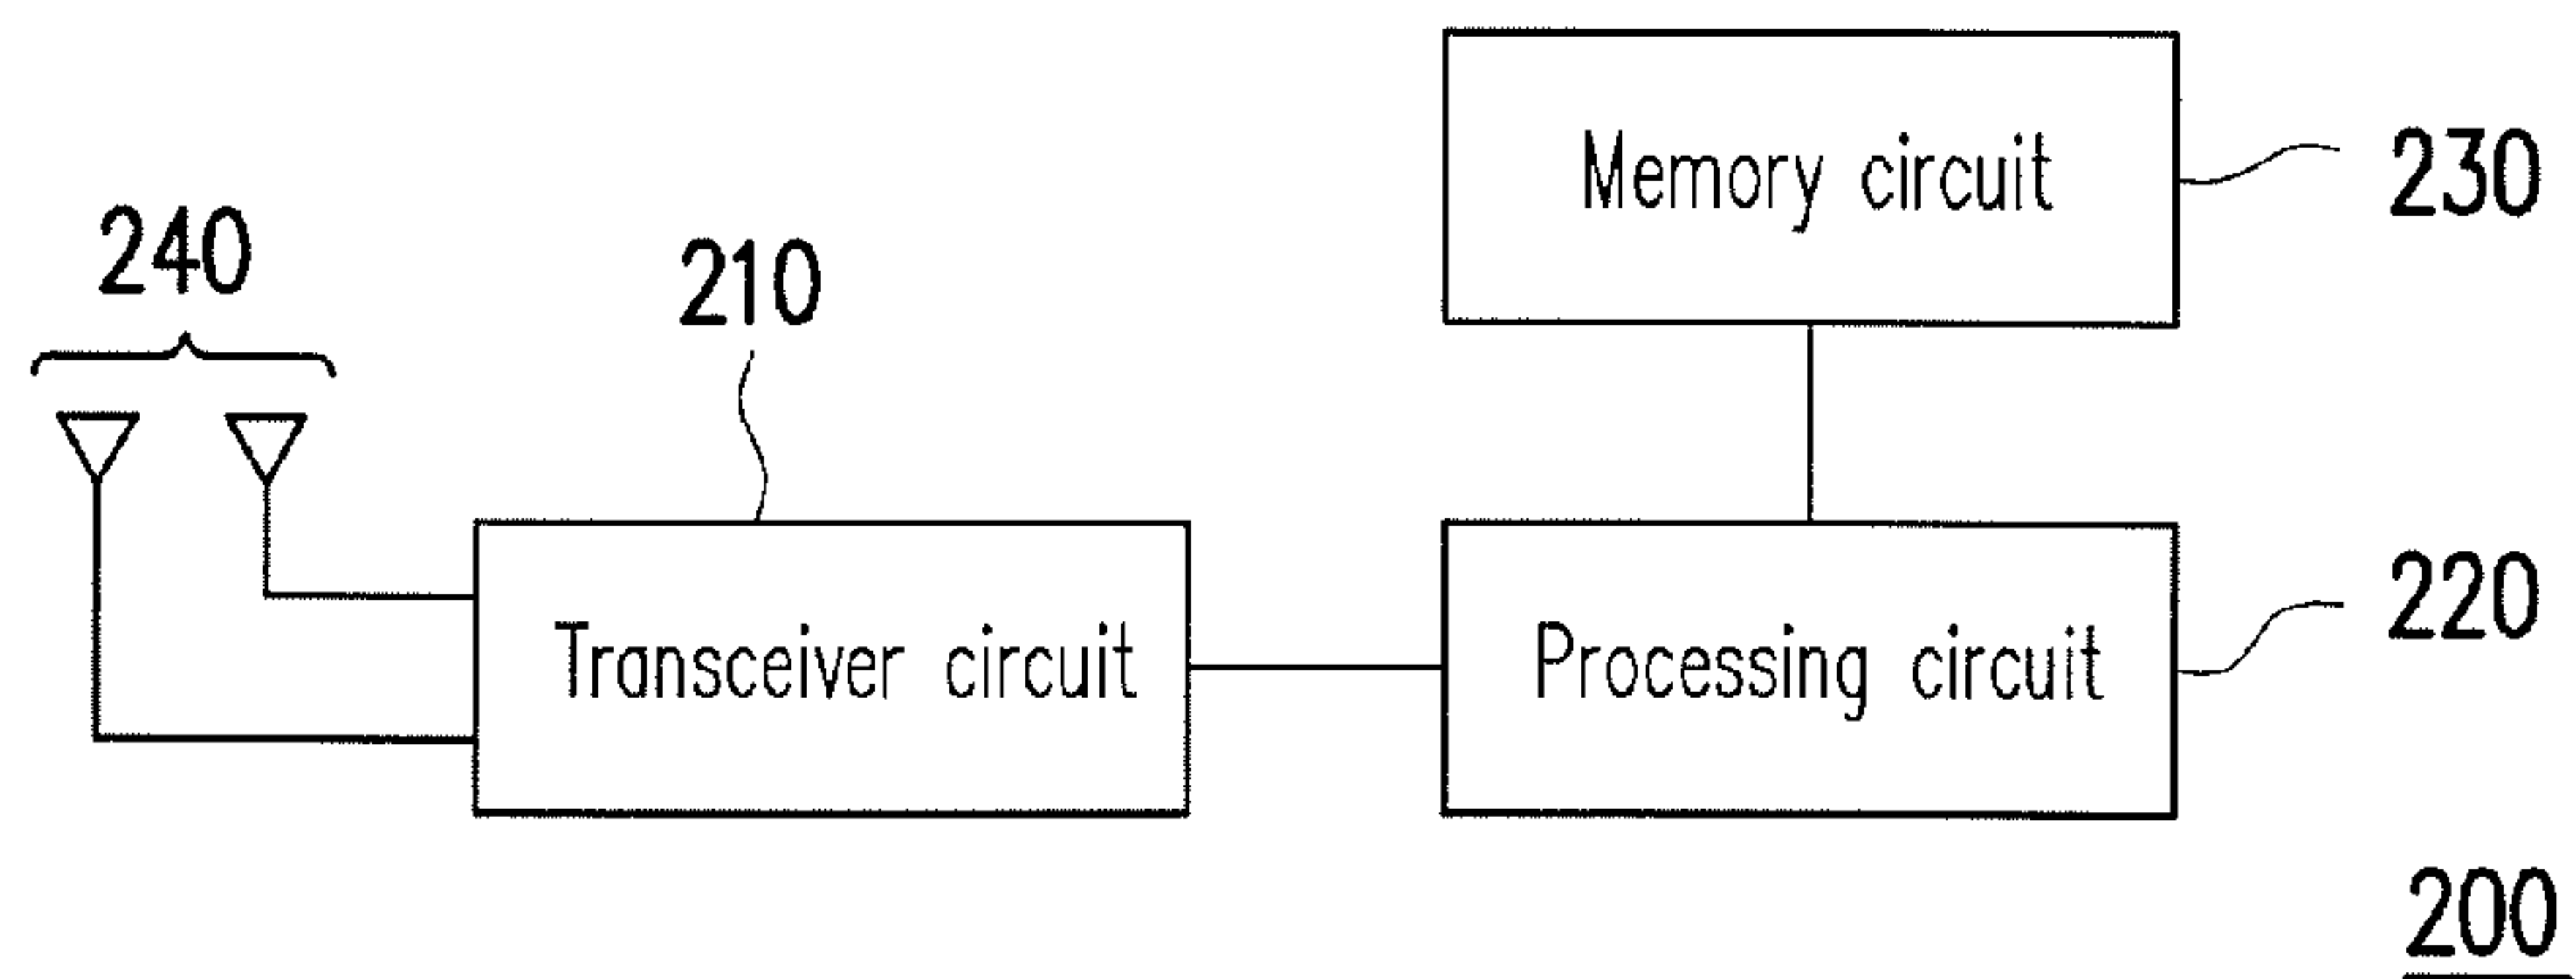 Memory circuit
230
240
210
Transceiver circuit
Processing circuit
220
200